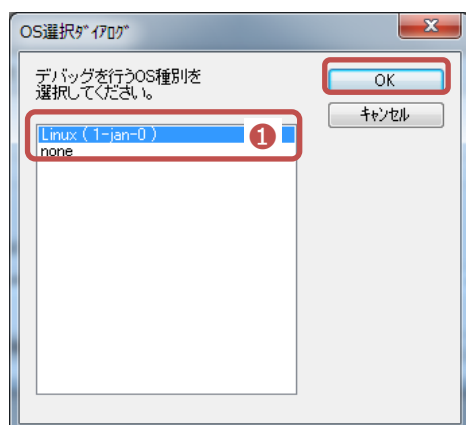 OS選択ﾀﾞｲｱﾛｸﾞ
デバッグを行うOS種別を
選択してください。
OK
ｷｬﾝｾﾙ
Linux ( 1-jan-0 )
1
none